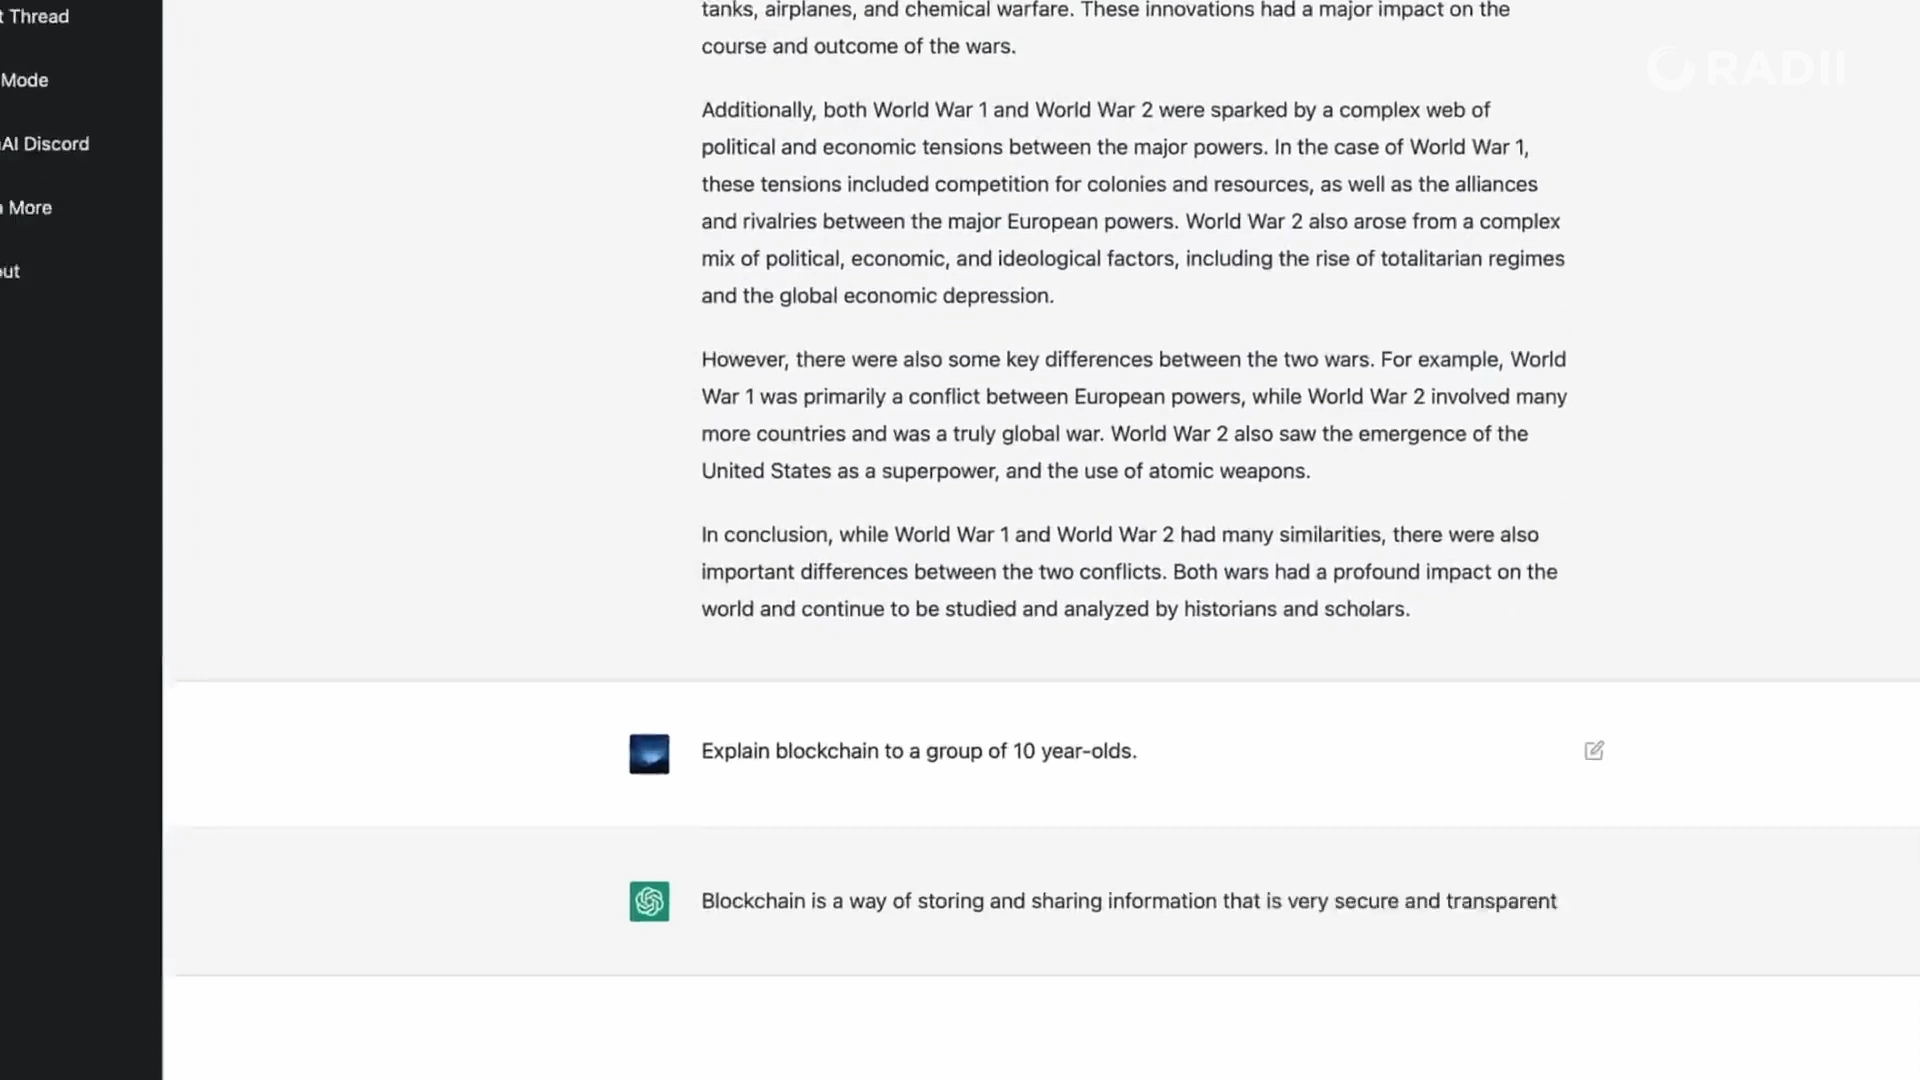 t Thread
Mode
AI Discord
More
out
tanks, airplanes, and chemical warfare. These innovations had a major impact on the
course and outcome of the wars.
RADII
Additionally, both World War 1 and World War 2 were sparked by a complex web of
political and economic tensions between the major powers. In the case of World War 1,
these tensions included competition for colonies and resources, as well as the alliances
and rivalries between the major European powers. World War 2 also arose from a complex
mix of political, economic, and ideological factors, including the rise of totalitarian regimes
and the global economic depression.
However, there were also some key differences between the two wars. For example, World
War 1 was primarily a conflict between European powers, while World War 2 involved many
more countries and was a truly global war. World War 2 also saw the emergence of the
United States as a superpower, and the use of atomic weapons.
In conclusion, while World War 1 and World War 2 had many similarities, there were also
important differences between the two conflicts. Both wars had a profound impact on the
world and continue to be studied and analyzed by historians and scholars.
Explain blockchain to a group of 10 year-olds.
Blockchain is a way of storing and sharing information that is very secure and transparent